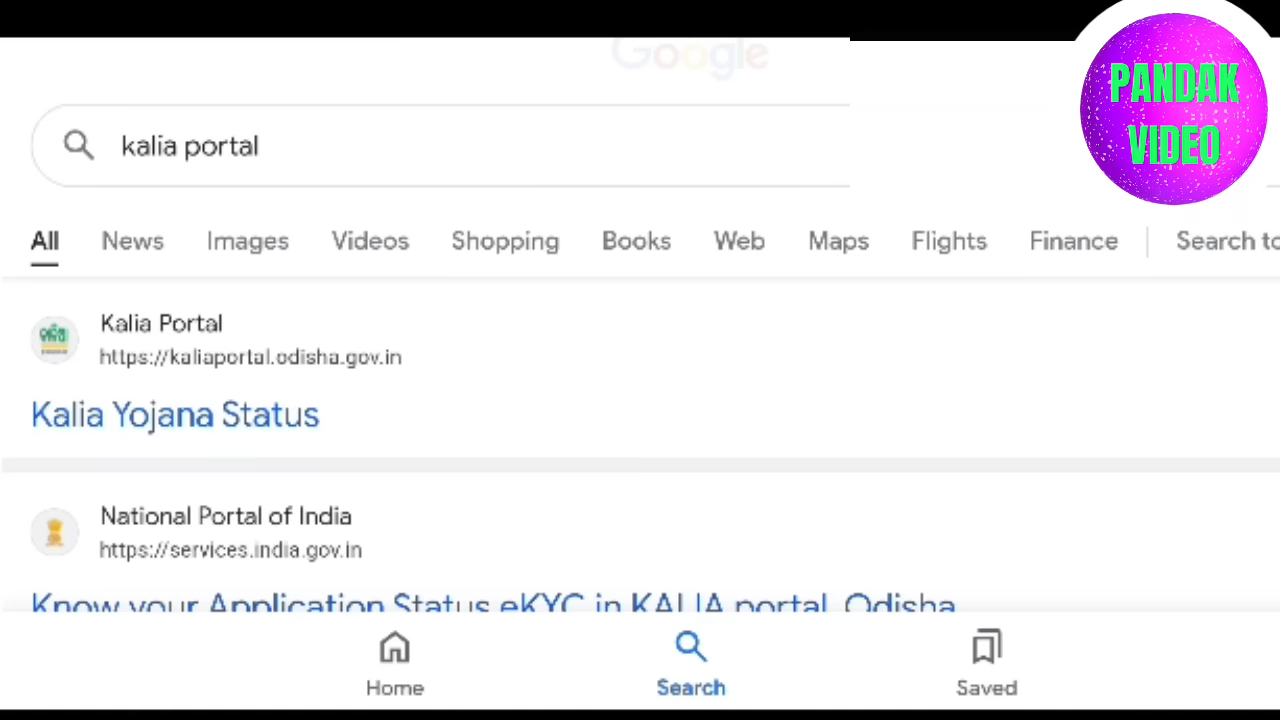 Google
PANDAK
VIDEO
kalia portal
All News Images Videos Shopping Books Web Maps Flights Finance Search to
Kalia Portal
https://kaliaportal.odisha.gov.in
Kalia Yojana Status
National Portal of India
https://services.india.gov.in
Know your Application Status eKYC in KALIA portal, Odisha
Home Search Saved